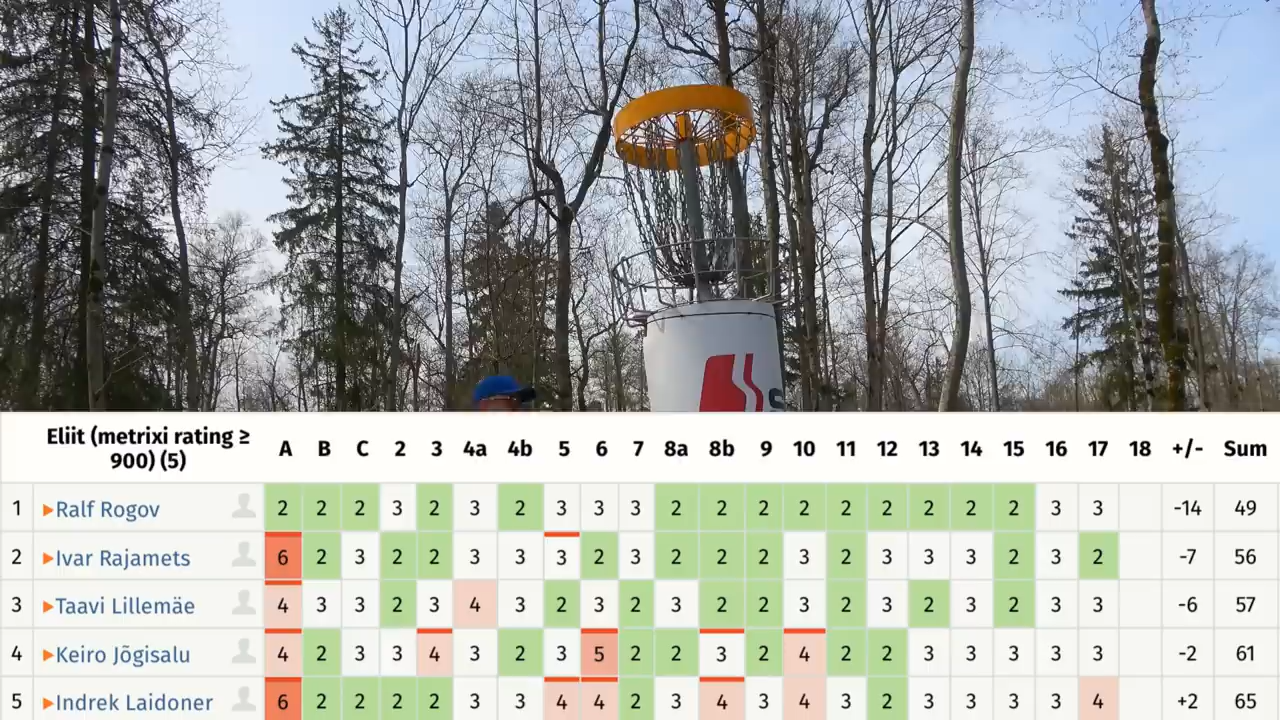 S
Eliit (metrixi rating ≥ A B C 2 3 4a 4b 5 6 7 8a 8b 9 10 11 12 13 14 15 16 17 18 +/- Sum
900) (5)
1 Ralf Rogov 2 2 2 3 2 3 2 3 3 3 2 2 2 2 2 2 2 2 2 3 3 -14 49
2 Ivar Rajamets 6 2 3 2 2 3 3 3 2 3 2 2 2 3 2 3 3 3 2 3 2 -7 56
3 Taavi Lillemäe 4 3 3 2 3 4 3 2 3 2 3 2 2 3 2 3 2 3 2 3 3 -6 57
4 Keiro Jõgisalu 4 2 3 3 4 3 2 3 5 2 2 3 2 4 2 2 3 3 3 3 3 -2 61
5 Indrek Laidoner 6 2 2 2 2 3 3 4 4 2 3 4 3 4 3 2 3 3 3 3 4 +2 65